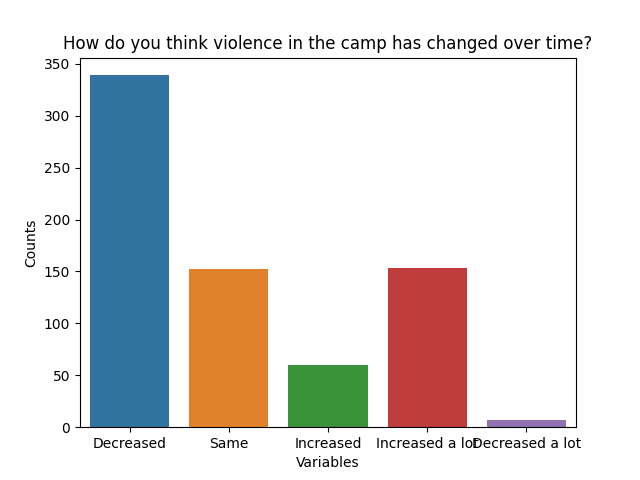 How do you think violence in the camp has changed over time?
350
300
250
200
150
100
50
0
Counts
Decreased Same Increased Increased a lot Decreased a lot
Variables